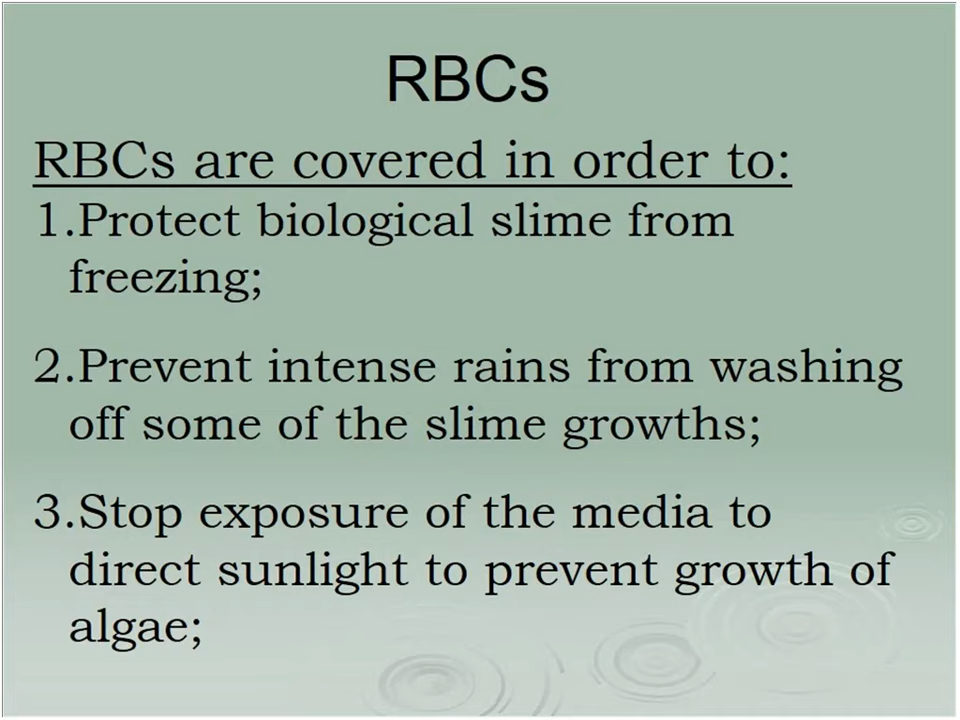 RBCs
RBCs are covered in order to:
1.Protect biological slime from
freezing;
2.Prevent intense rains from washing
off some of the slime growths;
3.Stop exposure of the media to
direct sunlight to prevent growth of
algae;